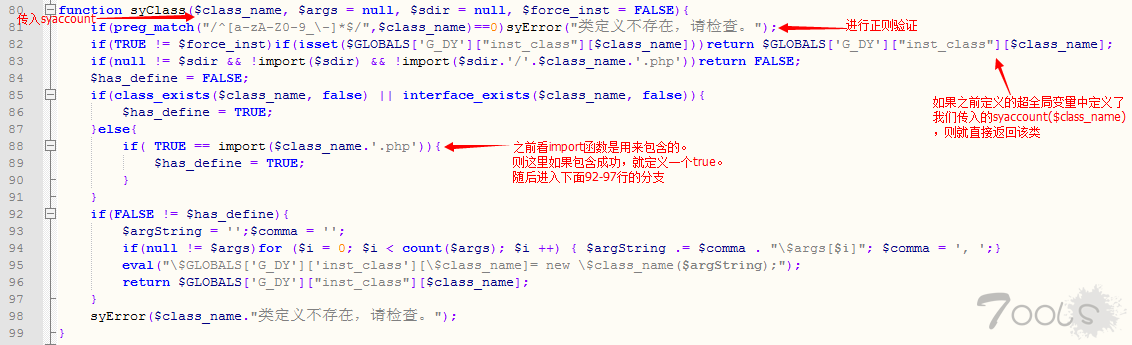 80 function syClass($class_name, $args = null, $sdir = null, $force_inst = FALSE){
传入syaccount
81 if(preg_match("/^[a-zA-Z0-9_\-]*$/",$class_name)==0)syError("类定义不存在，请检查。");
进行正则验证
82 if(TRUE != $force_inst)if(isset($GLOBALS['G_DY']["inst_class"][$class_name]))return $GLOBALS['G_DY']["inst_class"][$class_name];
83 if(null != $sdir && !import($sdir) && !import($sdir.'/'.$class_name.'.php'))return FALSE;
84 $has_define = FALSE;
85 if(class_exists($class_name, false) || interface_exists($class_name, false)){
86 $has_define = TRUE;
87 }else{
88 if( TRUE == import($class_name.'.php')){
89 $has_define = TRUE;
90 }
91 }
如果之前定义的超全局变量中定义了
我们传入的syaccount($class_name)
，则就直接返回该类
之前看import函数是用来包含的。
则这里如果包含成功，就定义一个true。
随后进入下面92-97行的分支
92 if(FALSE != $has_define){
93 $argString = '';$comma = '';
94 if(null != $args)for ($i = 0; $i < count($args); $i ++) { $argString .= $comma . "\$args[$i]"; $comma = ', ';}
95 eval("\$GLOBALS['G_DY']['inst_class'][\$class_name]= new \$class_name($argString);");
96 return $GLOBALS['G_DY']["inst_class"][$class_name];
97 }
98 syError($class_name."类定义不存在，请检查。");
99 }
7ools